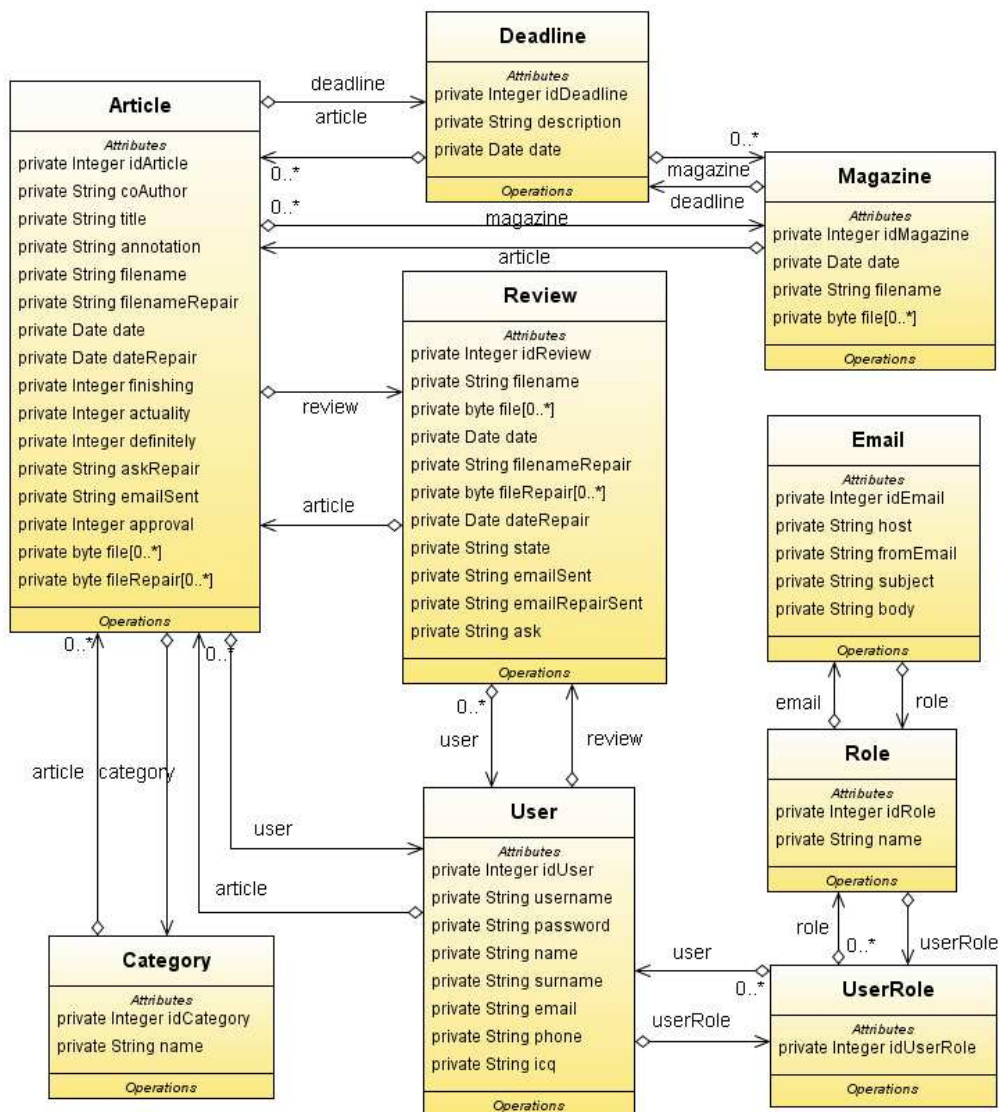 Deadline
Attributes
private Integer idDeadline
private String description
private Date date
Operations
deadline
article
0..*
0..*
magazine
deadline
Article
Attributes
private Integer idArticle
private String coAuthor
private String title
private String annotation
private String filename
private String filenameRepair
private Date date
private Date dateRepair
private Integer finishing
private Integer actuality
private Integer definitely
private String askRepair
private String emailSent
private Integer approval
private byte file[0..*]
private byte fileRepair[0..*]
Operations
0..*
magazine
article
Magazine
Attributes
private Integer idMagazine
private Date date
private String filename
private byte file[0..*]
Operations
Review
Attributes
private Integer idReview
private String filename
private byte file[0..*]
private Date date
private String filenameRepair
private byte fileRepair[0..*]
private Date dateRepair
private String state
private String emailSent
private String emailRepairSent
private String ask
Operations
review
article
Email
Attributes
private Integer idEmail
private String host
private String fromEmail
private String subject
private String body
Operations
0..*
0..*
0..*
user
review
email
role
article
category
user
article
Role
Attributes
private Integer idRole
private String name
Operations
User
Attributes
private Integer idUser
private String username
private String password
private String name
private String surname
private String email
private String phone
private String icq
Operations
role
0..*
userRole
user
0..*
userRole
Category
Attributes
private Integer idCategory
private String name
Operations
UserRole
Attributes
private Integer idUserRole
Operations